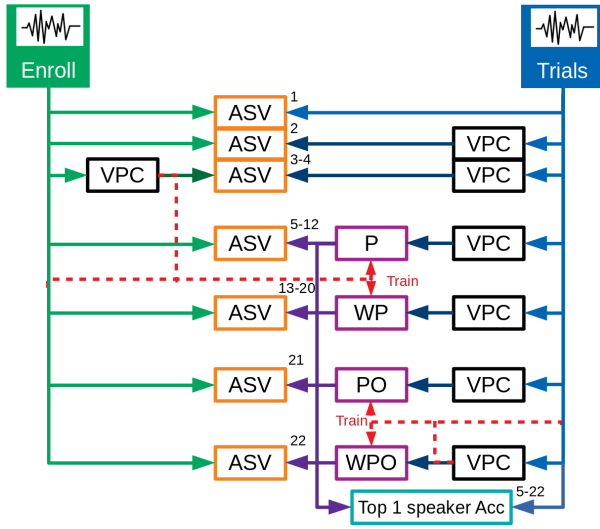 Enroll
Trials
1
ASV
2
ASV
VPC
3-4
VPC
ASV
VPC
5-12
ASV
P
VPC
Train
13-20
ASV
WP
VPC
21
ASV
PO
VPC
Train
22
ASV
WPO
VPC
5-22
Top 1 speaker Acc